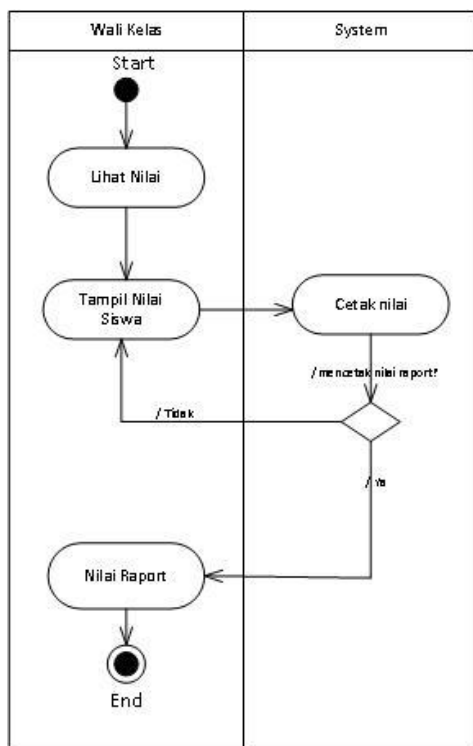 Wali Kelas
System
Start
Lihat Nilai
Tampil Nilai
Siswa
Cetak nilai
/ mencetak nilai raport?
/ Tidak
/ Ya
Nilai Raport
End